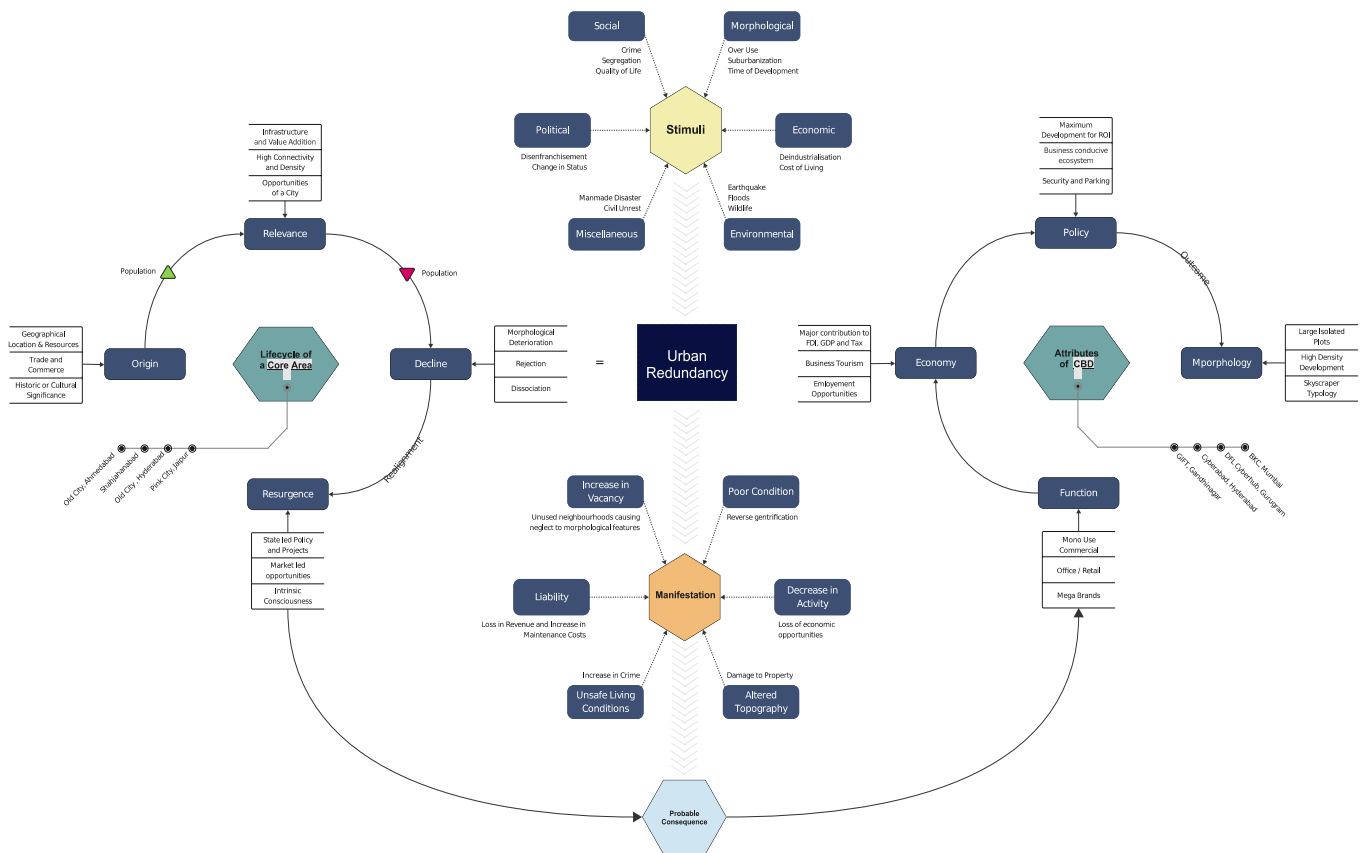 Social
Crime
Segregation
Quality of Life
Morphological
Over Use
Suburbanization
Time of Development
Stimuli
Political
Disenfranchisement
Change in Status
Economic
Deindustrialisation
Cost of Living
Manmade Disaster
Civil Unrest
Miscellaneous
Earthquake
Floods
Wildlife
Environmental
Infrastructure
and Value Addition
High Connectivity
and Density
Opportunities
of a City
Relevance
Population
Population
Geographical
Location & Resources
Trade and
Commerce
Historic or Cultural
Significance
Origin
Lifecycle of
a Core Area
Decline
Morphological
Deterioration
Rejection
Dissociation
=
Urban
Redundancy
Realignment
Old City, Ahmedabad
Shahjahanabad
Old City , Hyderabad
Pink City, Jaipur
Resurgence
State led Policy
and Projects
Market led
opportunities
Intrinsic
Consciousness
Increase in
Vacancy
Unused neighbourhoods causing
neglect to morphological features
Poor Condition
Reverse gentrification
Manifestation
Liability
Loss in Revenue and Increase in
Maintenance Costs
Decrease in
Activity
Loss of economic
opportunities
Increase in Crime
Unsafe Living
Conditions
Damage to Property
Altered
Topography
Probable
Consequence
Maximum
Development for ROI
Business conducive
ecosystem
Security and Parking
Policy
Outcome
Major contribution to
FDI, GDP and Tax
Business Tourism
Emloyement
Opportunities
Economy
Attributes
of CBD
Mporphology
Large Isolated
Plots
High Density
Development
Skyscraper
Typology
GIFT, Gandhinagar
Cyberabad, Hyderabad
DFL Cyberhub, Gurugram
BKC, Mumbai
Function
Mono Use
Commercial
Office / Retail
Mega Brands